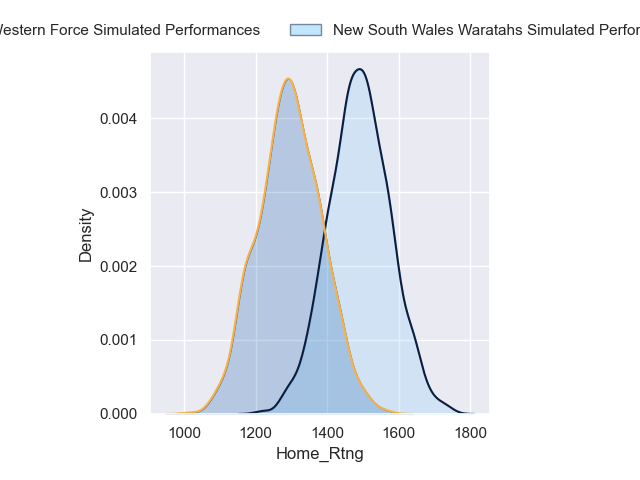 estern Force Simulated Performances New South Wales Waratahs Simulated Perfor
0.004
0.003
0.002
0.001
0.000
Density
1000 1200 1400 1600 1800
Home_Rtng